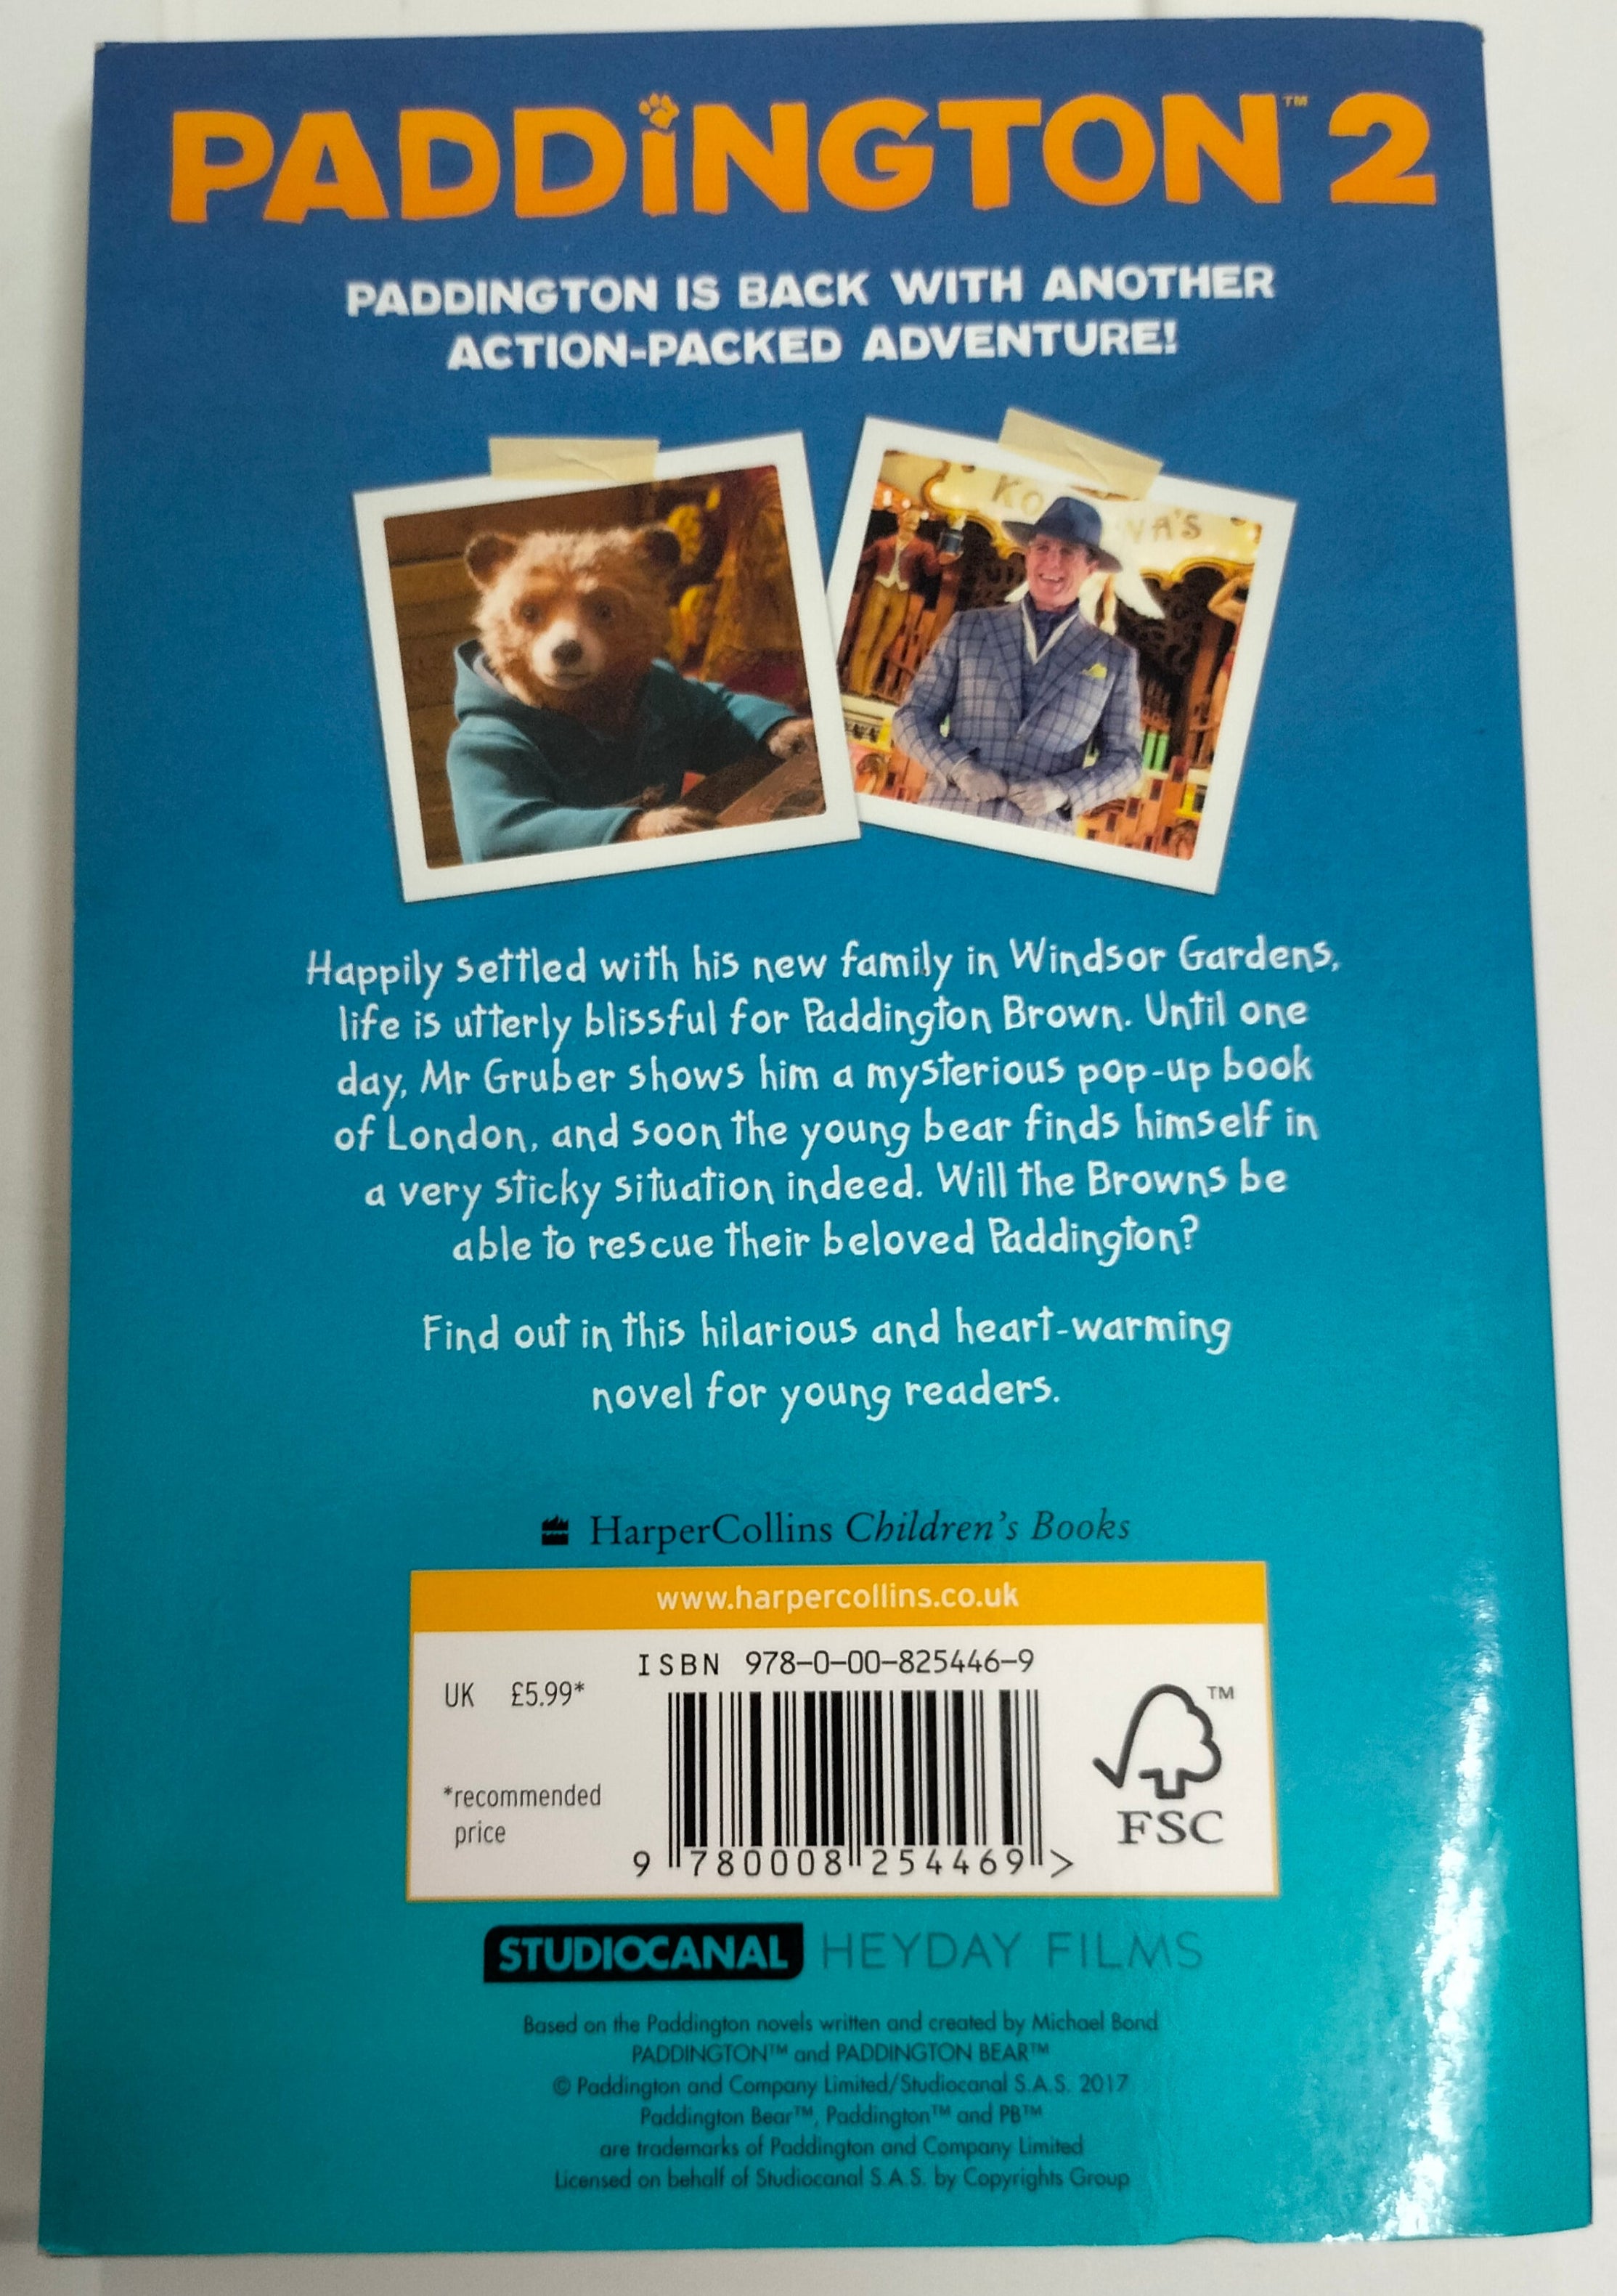 PADDINGTON™ 2
PADDINGTON IS BACK WITH ANOTHER
ACTION-PACKED ADVENTURE!
KO
VA'S
Happily settled with his new family in Windsor Gardens,
life is utterly blissful for Paddington Brown. Until one
day, Mr Gruber shows him a mysterious pop-up book
of London, and soon the young bear finds himself in
a very sticky situation indeed. Will the Browns be
able to rescue their beloved Paddington?
Find out in this hilarious and heart-warming
novel for young readers.
HarperCollins Children's Books
www.harpercollins.co.uk
ISBN 978-0-00-825446-9
UK £5.99*
*recommended
price
TM
FSC
9 780008 254469 >
STUDIOCANAL HEYDAY FILMS
Based on the Paddington novels written and created by Michael Bond
PADDINGTON™ and PADDINGTON BEAR™
© Paddington and Company Limited/Studiocanal S.A.S. 2017
Paddington Bear™, Paddington™ and PB™
are trademarks of Paddington and Company Limited
Licensed on behalf of Studiocanal S.A.S. by Copyrights Group